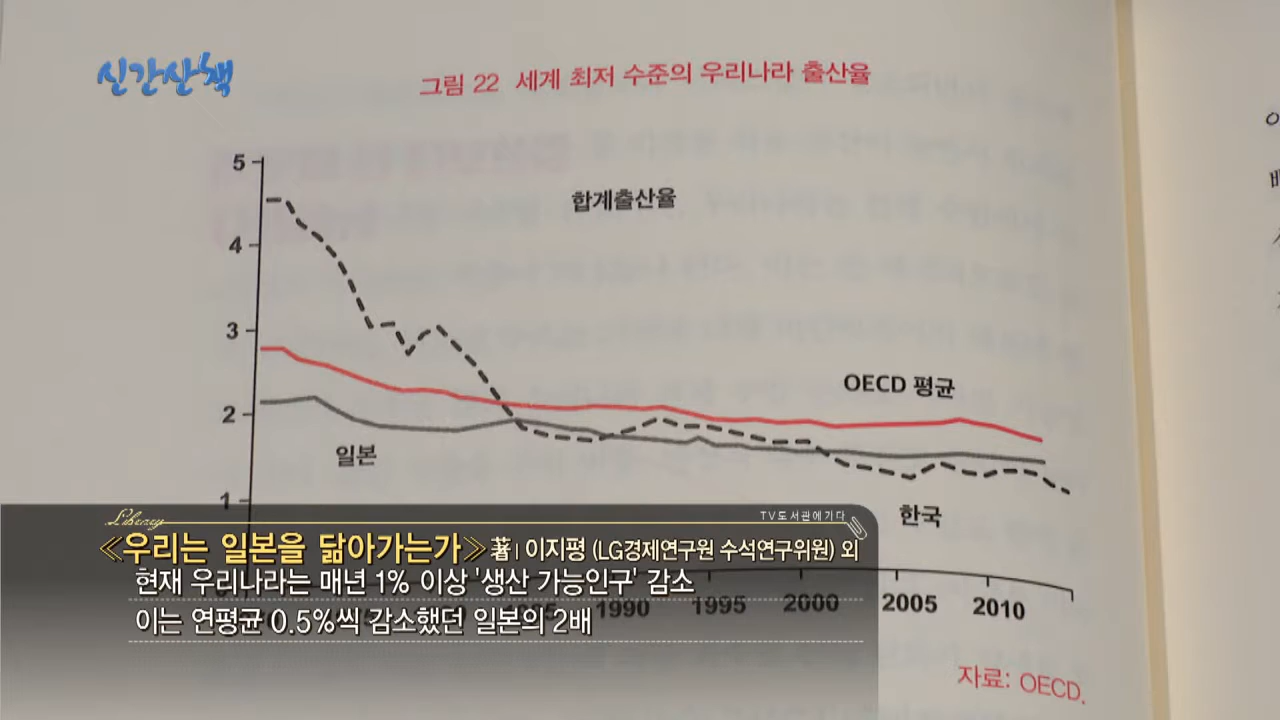 신간산책
그림 22 세계 최저 수준의 우리나라 출산율
5
합계출산율
4
3
OECD 평균
2
일본
1
한국
Library
TV도서관에가다
≪우리는 일본을 닮아가는가≫ 著| 이지평 (LG경제연구원 수석연구위원) 외
현재 우리나라는 매년 1% 이상 '생산 가능인구' 감소
1985 1990 1995 2000 2005 2010
이는 연평균 0.5%씩 감소했던 일본의 2배
자료: OECD.